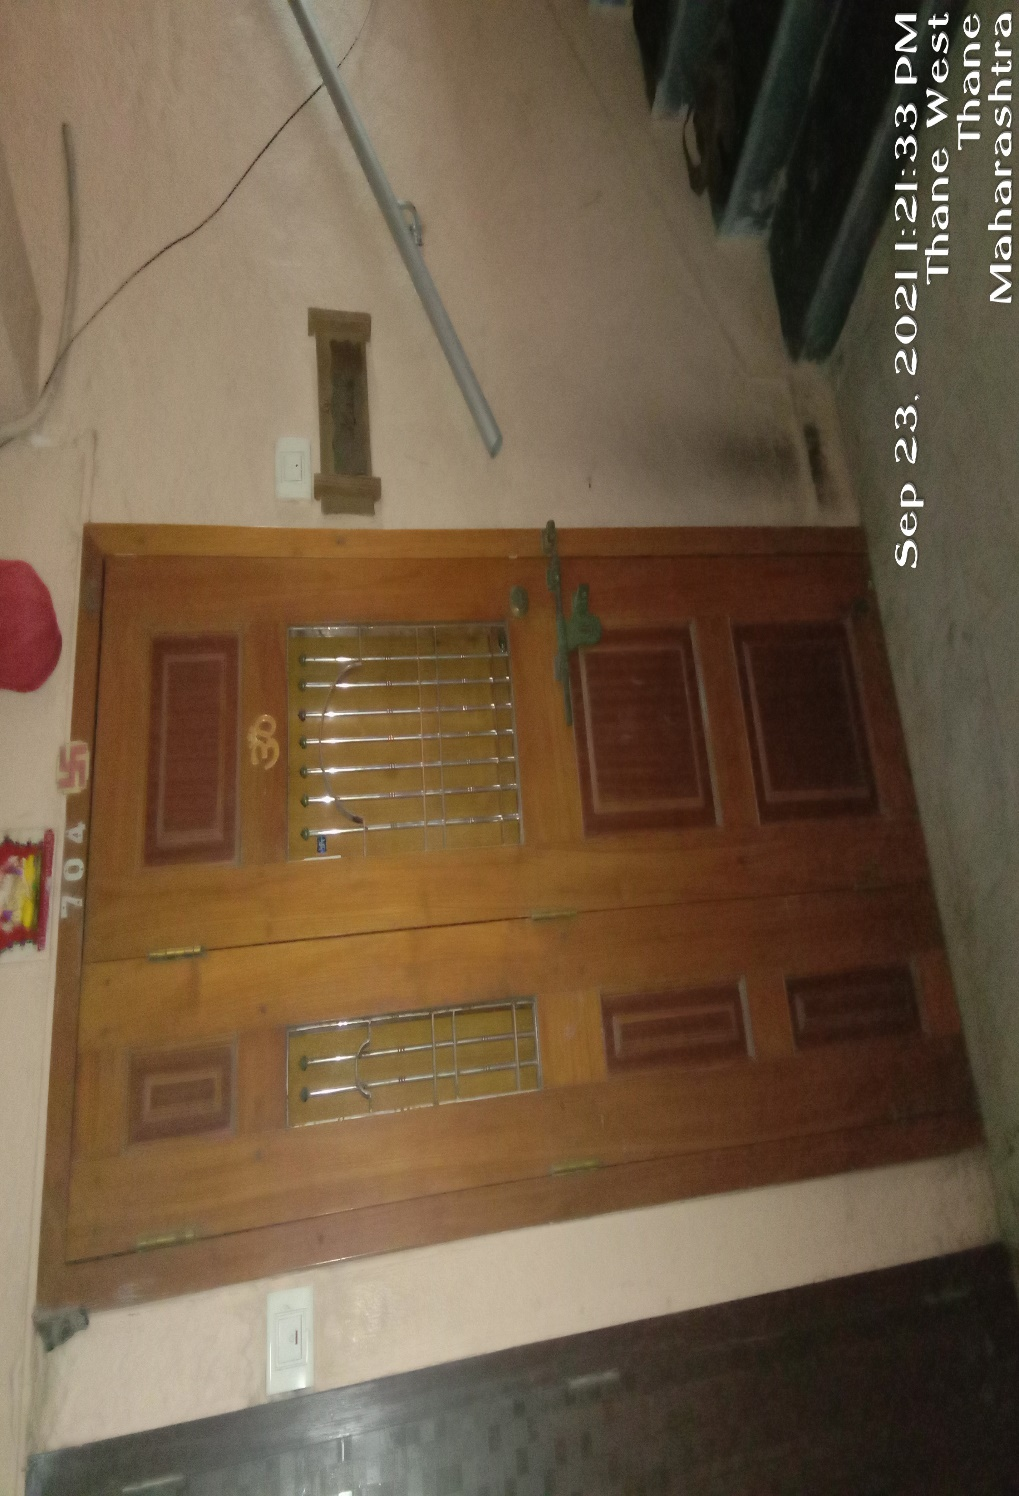 704
ॐ
Sep 23, 2021 1:21:33 PM
Thane West
Thane
Maharashtra